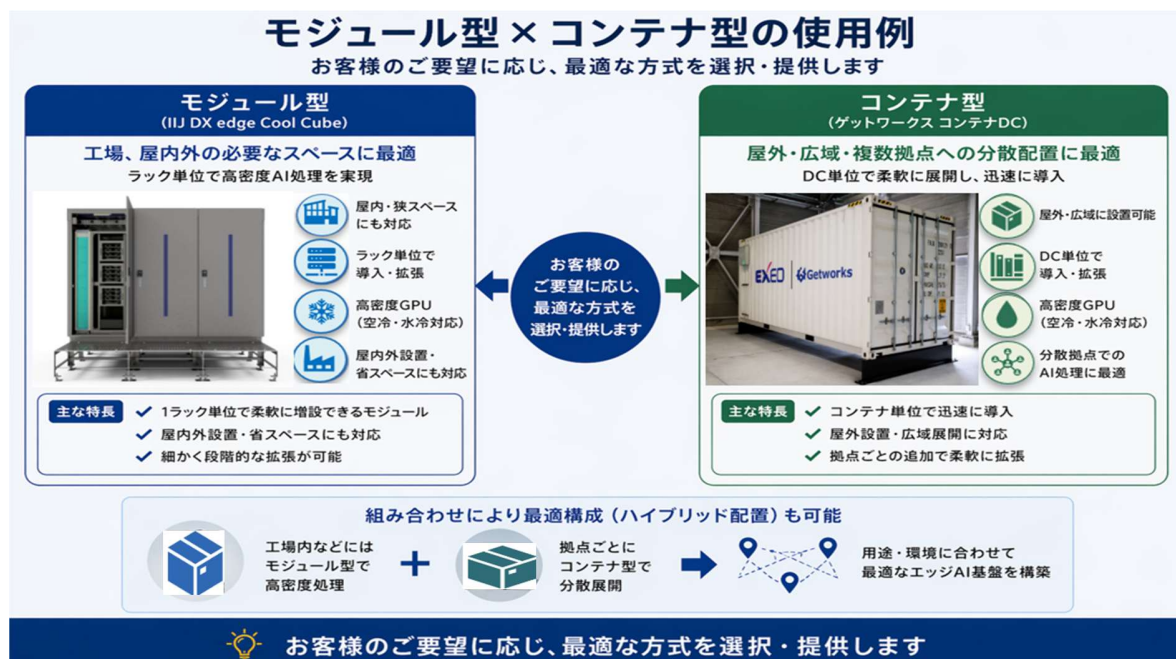 モジュール型×コンテナ型の使用例
お客様のご要望に応じ、最適な方式を選択・提供します
モジュール型
(IIJ DX edge Cool Cube)
工場、屋内外の必要なスペースに最適
ラック単位で高密度AI処理を実現
屋内・狭スペース
にも対応
ラック単位で
導入・拡張
高密度GPU
(空冷・水冷対応)
屋内外設置・
省スペースにも対応
主な特長
✓ 1ラック単位で柔軟に増設できるモジュール
✓ 屋内外設置・省スペースにも対応
✓ 細かく段階的な拡張が可能
お客様の
ご要望に応じ、
最適な方式を
選択・提供します
コンテナ型
(ゲットワークス コンテナDC)
屋外・広域・複数拠点への分散配置に最適
DC単位で柔軟に展開し、迅速に導入
EXEO
Getworks
屋外・広域に設置可能
DC単位で
導入・拡張
高密度GPU
(空冷・水冷対応)
分散拠点での
AI処理に最適
主な特長
✓ コンテナ単位で迅速に導入
✓ 屋外設置・広域展開に対応
✓ 拠点ごとの追加で柔軟に拡張
組み合わせにより最適構成(ハイブリッド配置)も可能
工場内などには
モジュール型で
高密度処理
+
拠点ごとに
コンテナ型で
分散展開
用途・環境に合わせて
最適なエッジAI基盤を構築
お客様のご要望に応じ、最適な方式を選択・提供します